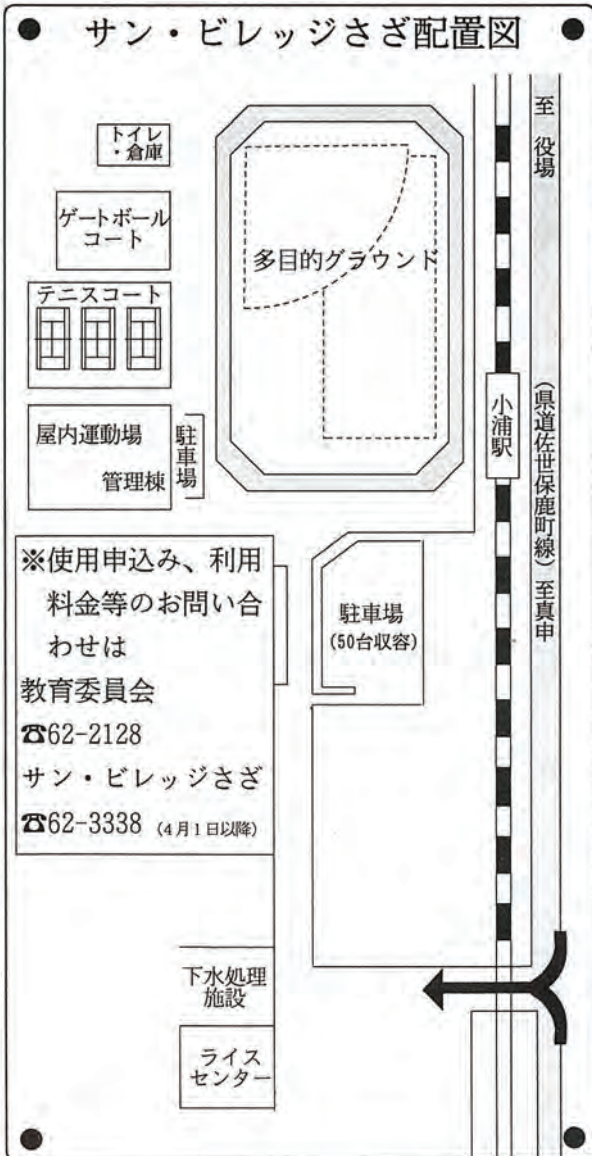 サン・ビレッジさざ配置図
至 役場
トイレ
・倉庫
ゲートボール
コート
多目的グラウンド
テニスコート
小浦駅
(県道佐世保鹿町線) 至真申
屋内運動場
管理棟
駐車場
※使用申込み、利用
料金等のお問い合
わせは
教育委員会
☎62-2128
サン・ビレッジさざ
☎62-3338 (4月1日以降)
駐車場
(50台収容)
下水処理
施設
ライス
センター